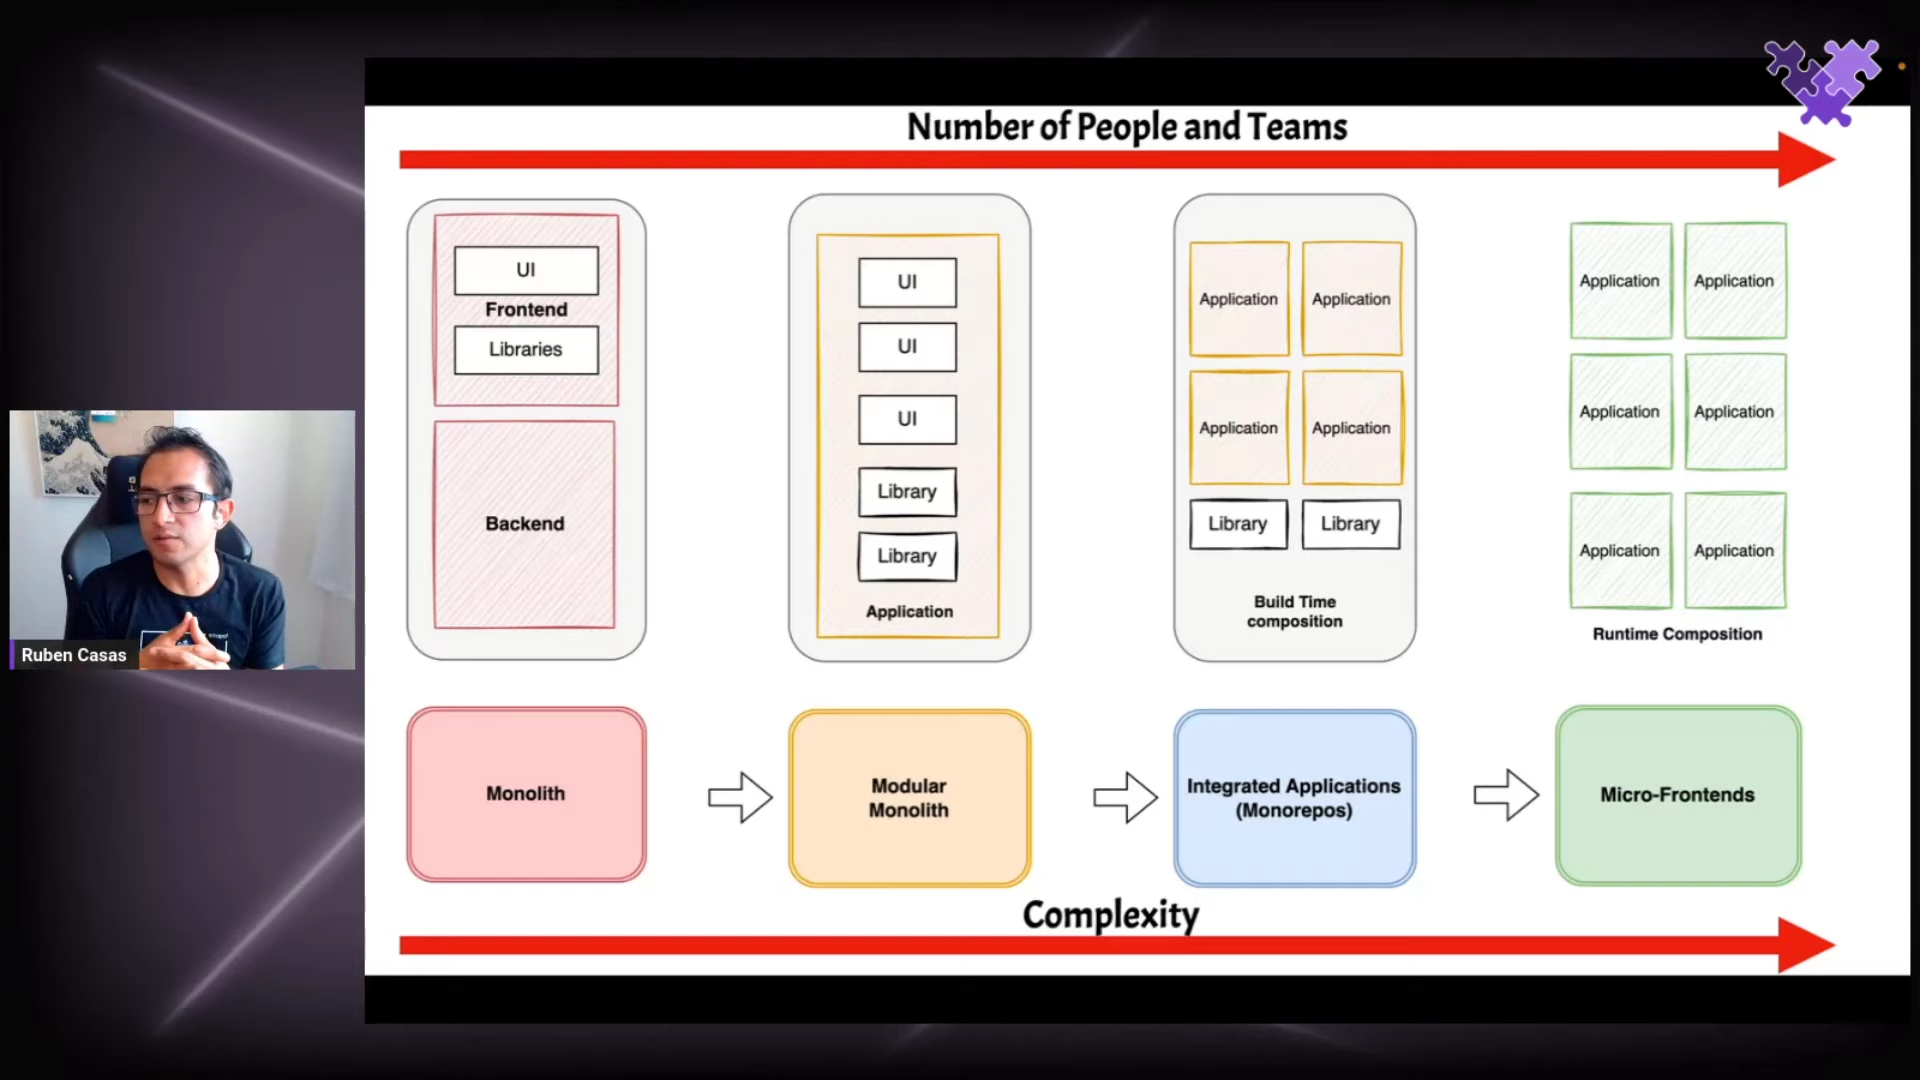 Number of People and Teams
UI
Frontend
Libraries
Backend
UI
UI
UI
Library
Library
Application
Application
Application
Application
Application
Library
Library
Build Time
composition
Application
Application
Application
Application
Application
Application
Runtime Composition
Monolith
Modular
Monolith
Integrated Applications
(Monorepos)
Micro-Frontends
Complexity
Ruben Casas